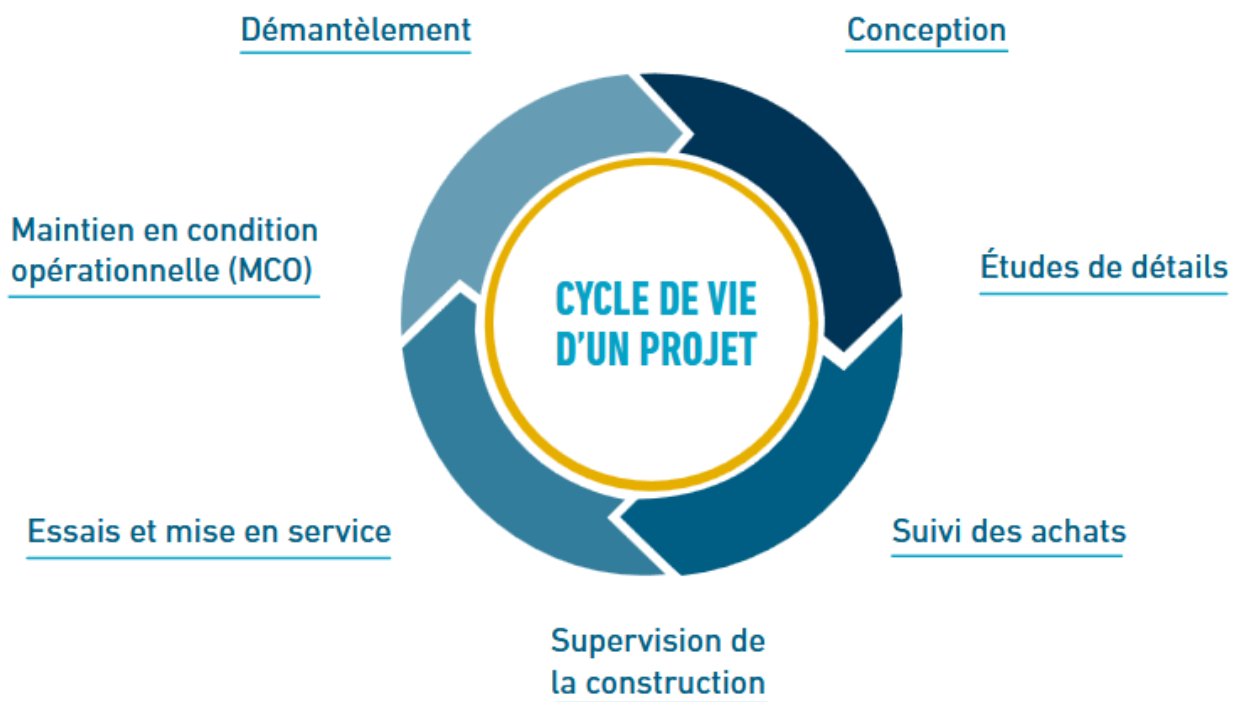 Démantèlement
Conception
Maintien en condition
opérationnelle (MCO)
CYCLE DE VIE
D'UN PROJET
Études de détails
Essais et mise en service
Suivi des achats
Supervision de
la construction